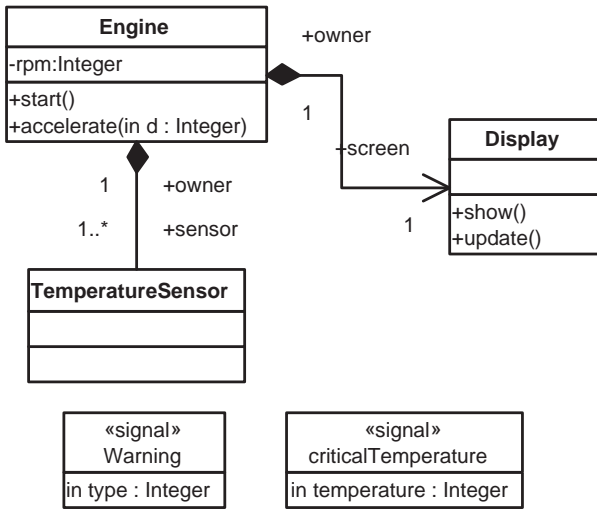 Engine
-rpm:Integer
+start()
+accelerate(in d : Integer)
+owner
1
+screen
1
Display
+show()
+update()
1 +owner
1..* +sensor
TemperatureSensor
«signal»
Warning
in type : Integer
«signal»
criticalTemperature
in temperature : Integer